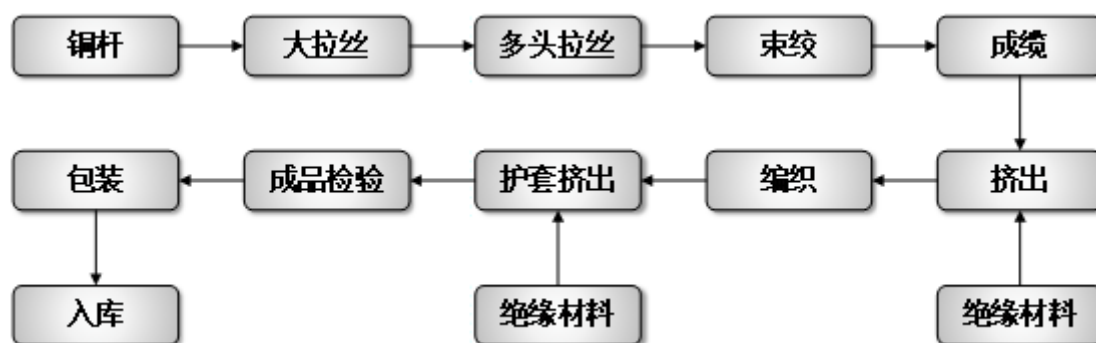 铜杆
大拉丝
多头拉丝
束绞
成缆
包装
成品检验
护套挤出
编织
挤出
入库
绝缘材料
绝缘材料